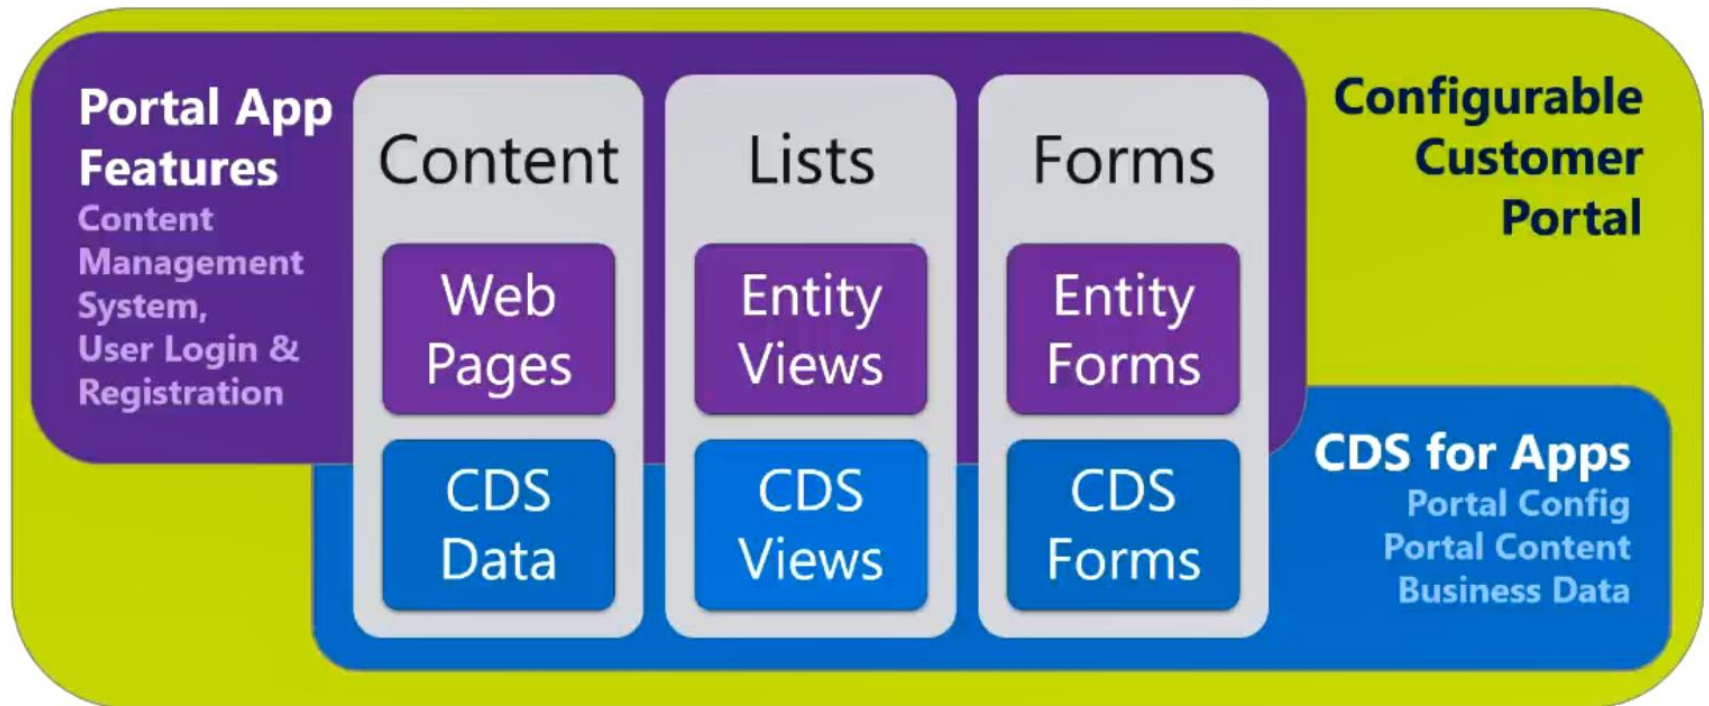 Portal App
Features
Content
Management
System,
User Login &
Registration
Content
Web
Pages
CDS
Data
Lists
Entity
Views
CDS
Views
Forms
Entity
Forms
CDS
Forms
Configurable
Customer
Portal
CDS for Apps
Portal Config
Portal Content
Business Data